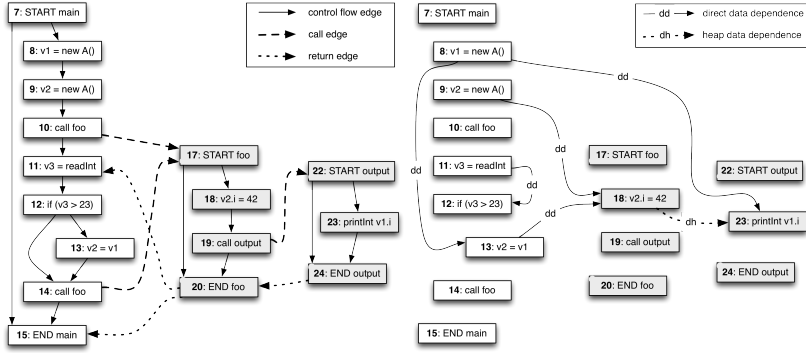 7: START main
control flow edge
call edge
return edge
8: v1 = new A()
9: v2 = new A()
10: call foo
11: v3 = readInt
12: if (v3 > 23)
13: v2 = v1
14: call foo
15: END main
17: START foo
18: v2.i = 42
19: call output
20: END foo
22: START output
23: printInt v1.i
24: END output
7: START main
dd direct data dependence
dh heap data dependence
8: v1 = new A()
dd
9: v2 = new A()
10: call foo
dd
11: v3 = readInt
dd
dd
12: if (v3 > 23)
dd
13: v2 = v1
14: call foo
15: END main
17: START foo
18: v2.i = 42
dh
19: call output
20: END foo
22: START output
23: printInt v1.i
24: END output